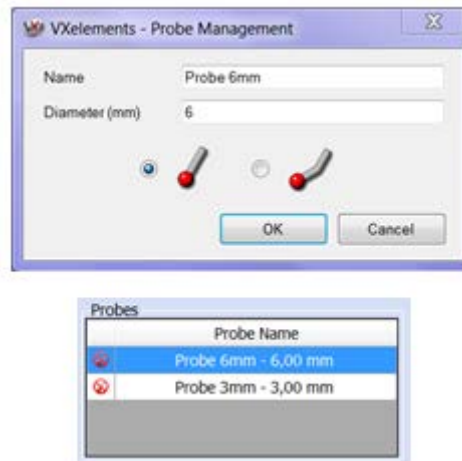 VXelements - Probe Management
Name Probe 6mm
Diameter (mm) 6
OK Cancel
Probes
Probe Name
Probe 6mm - 6,00 mm
Probe 3mm - 3,00 mm